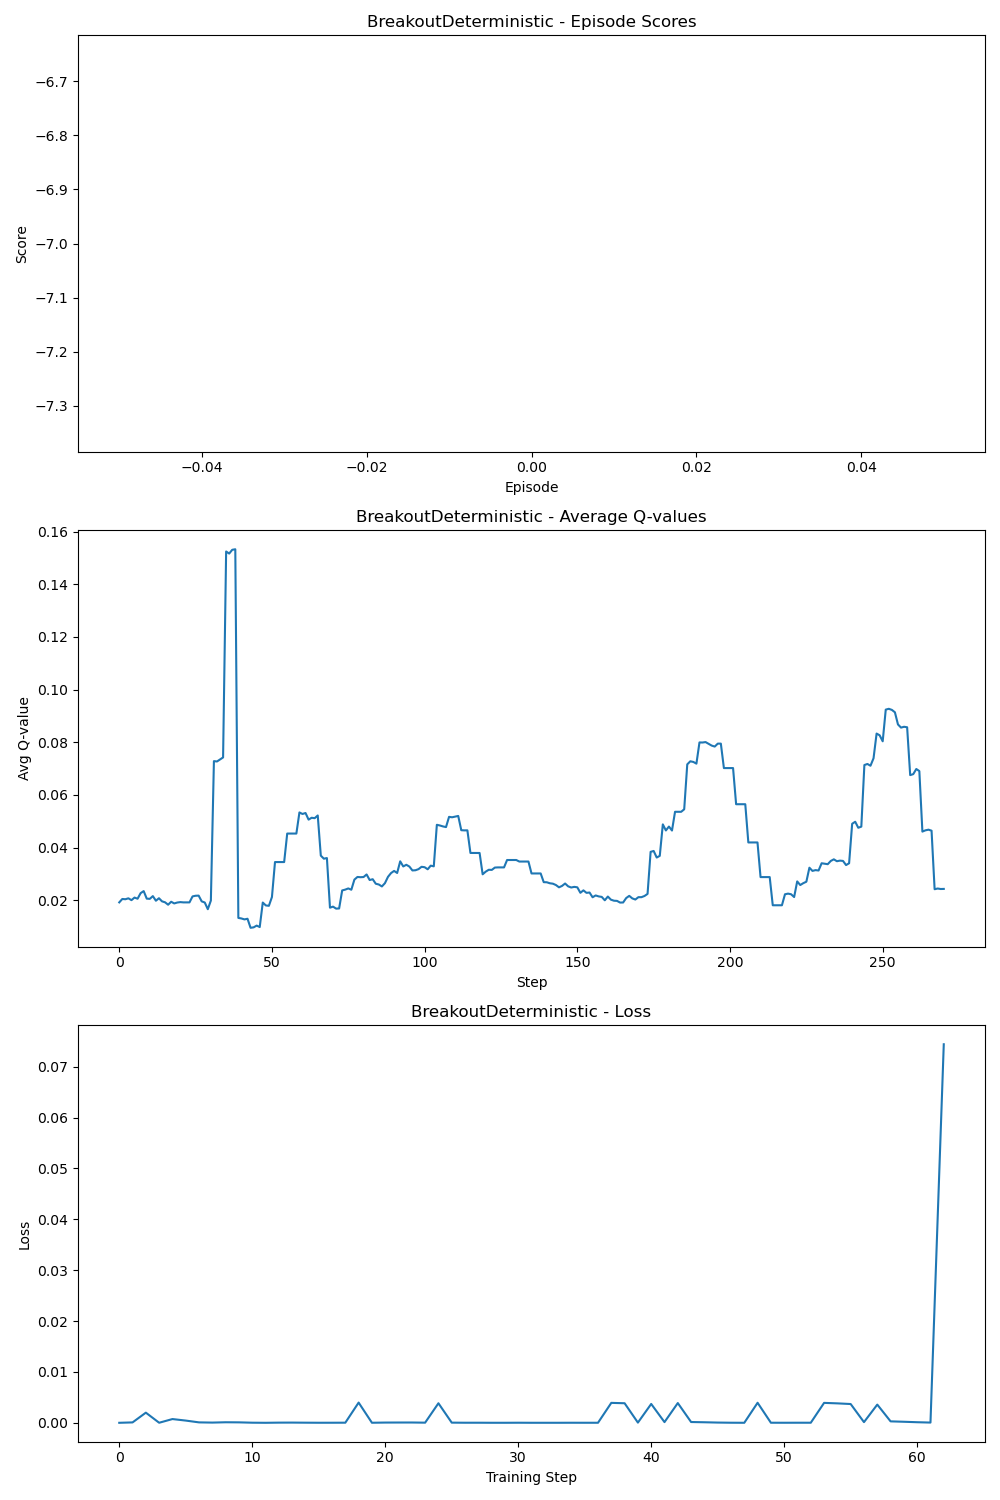 BreakoutDeterministic - Episode Scores
−6.7
−6.8
−6.9
−7.0
−7.1
−7.2
−7.3
Score
−0.04 −0.02 0.00 0.02 0.04
Episode
BreakoutDeterministic - Average Q-values
0.16
0.14
0.12
0.10
0.08
0.06
0.04
0.02
Avg Q-value
0 50 100 150 200 250
Step
BreakoutDeterministic - Loss
0.07
0.06
0.05
0.04
0.03
0.02
0.01
0.00
Loss
0 10 20 30 40 50 60
Training Step